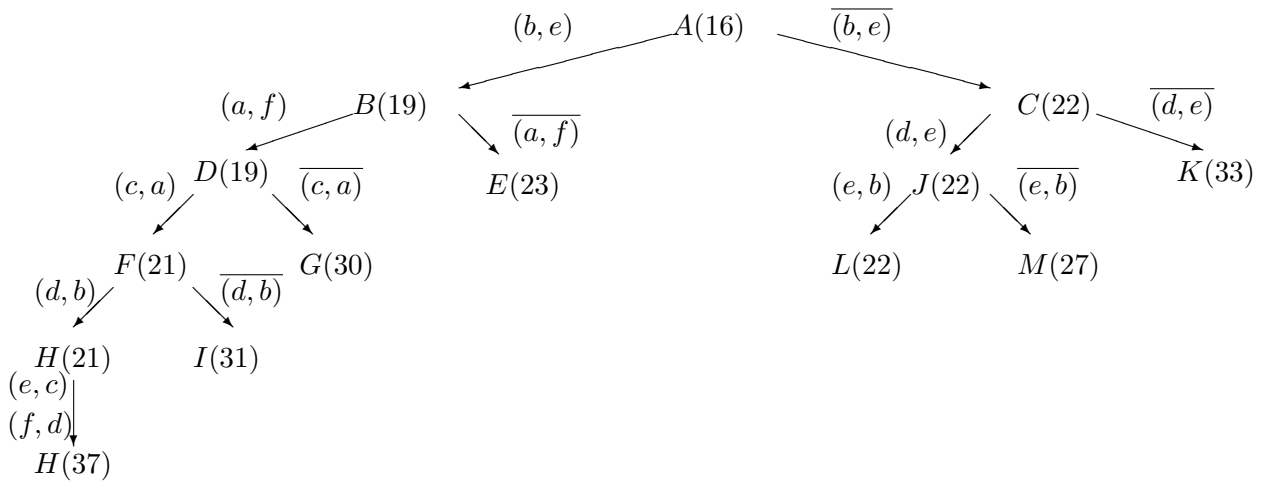 $(b, e)$ $A(16)$ $\overline{(b, e)}$
$(a, f)$ $B(19)$ $\overline{(a, f)}$ $(d, e)$ $C(22)$ $\overline{(d, e)}$
$(c, a)$ $D(19)$ $\overline{(c, a)}$ $E(23)$ $(e, b)$ $J(22)$ $\overline{(e, b)}$ $K(33)$
$F(21)$ $G(30)$ $L(22)$ $M(27)$
$(d, b)$ $\overline{(d, b)}$
$H(21)$ $I(31)$
$(e, c)$
$(f, d)$
$H(37)$